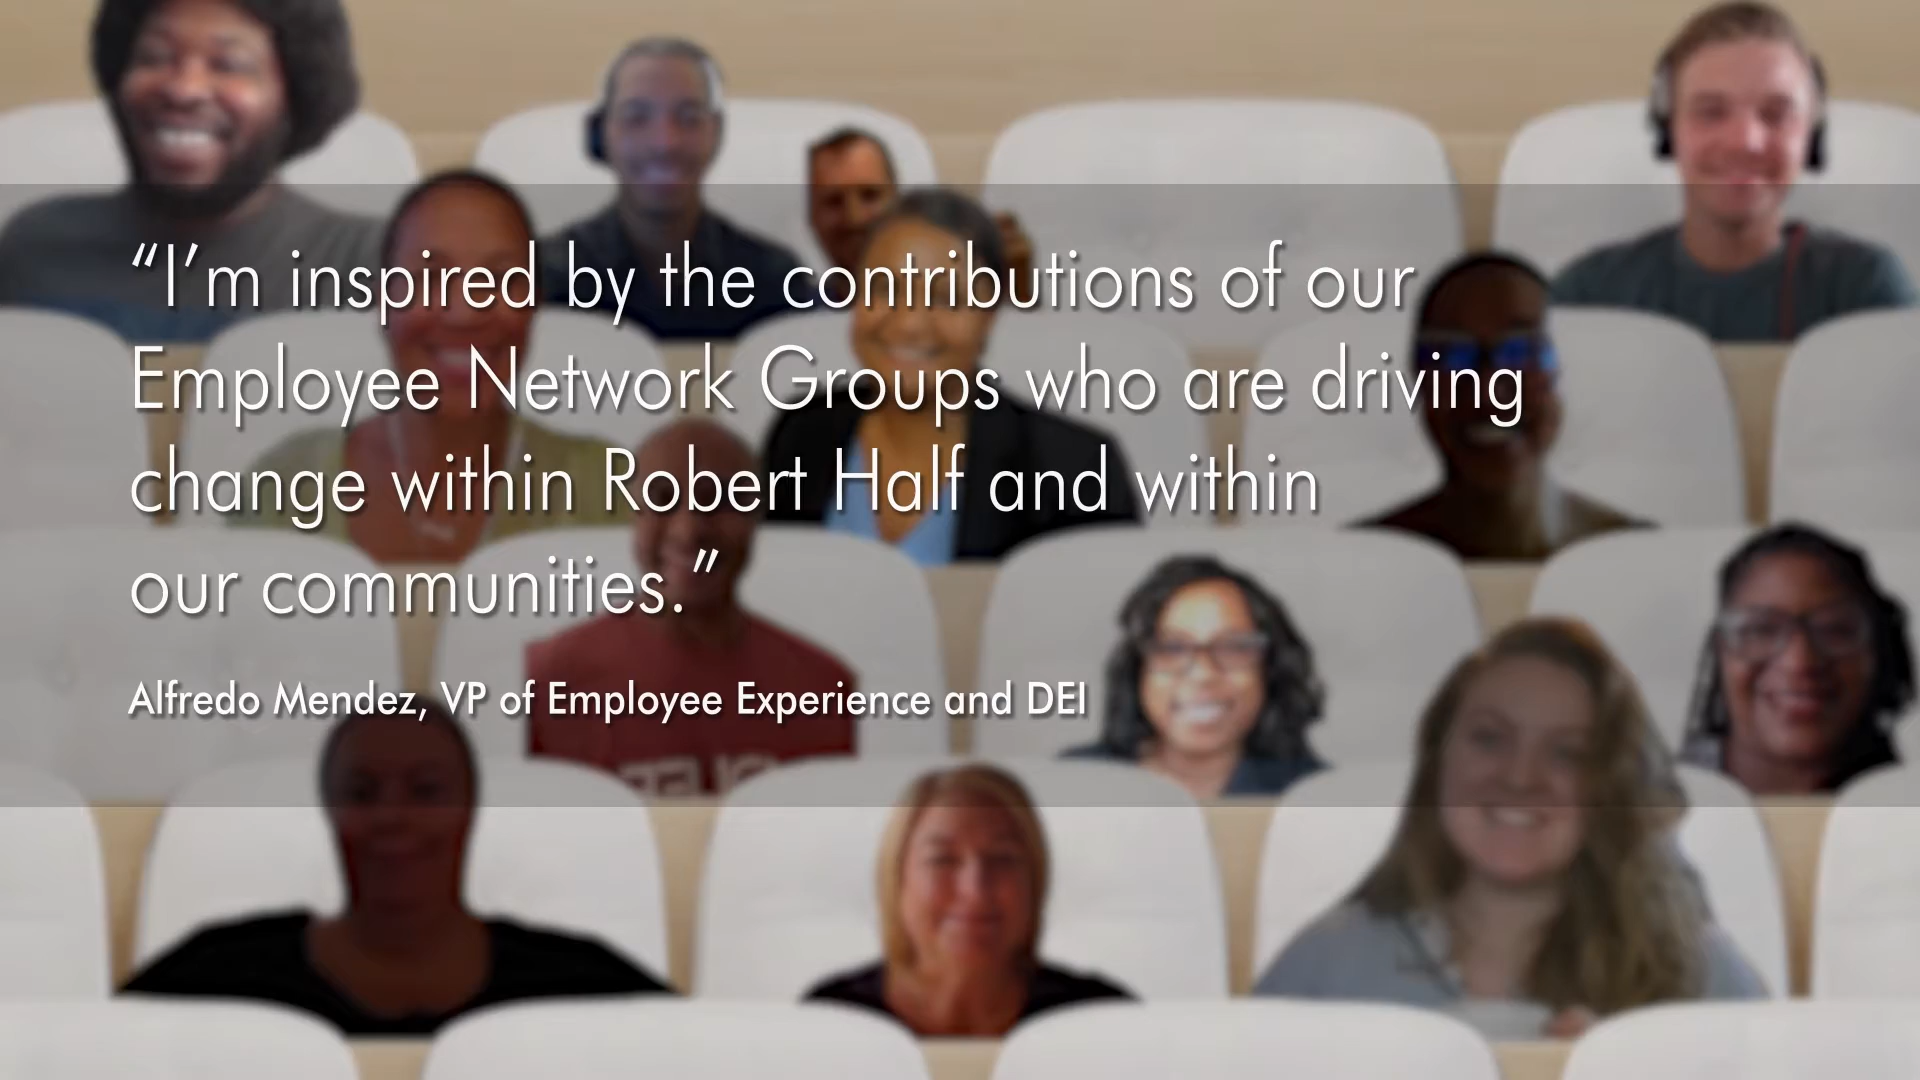 “I’m inspired by the contributions of our
Employee Network Groups who are driving
change within Robert Half and within
our communities.”
Alfredo Mendez, VP of Employee Experience and DEI